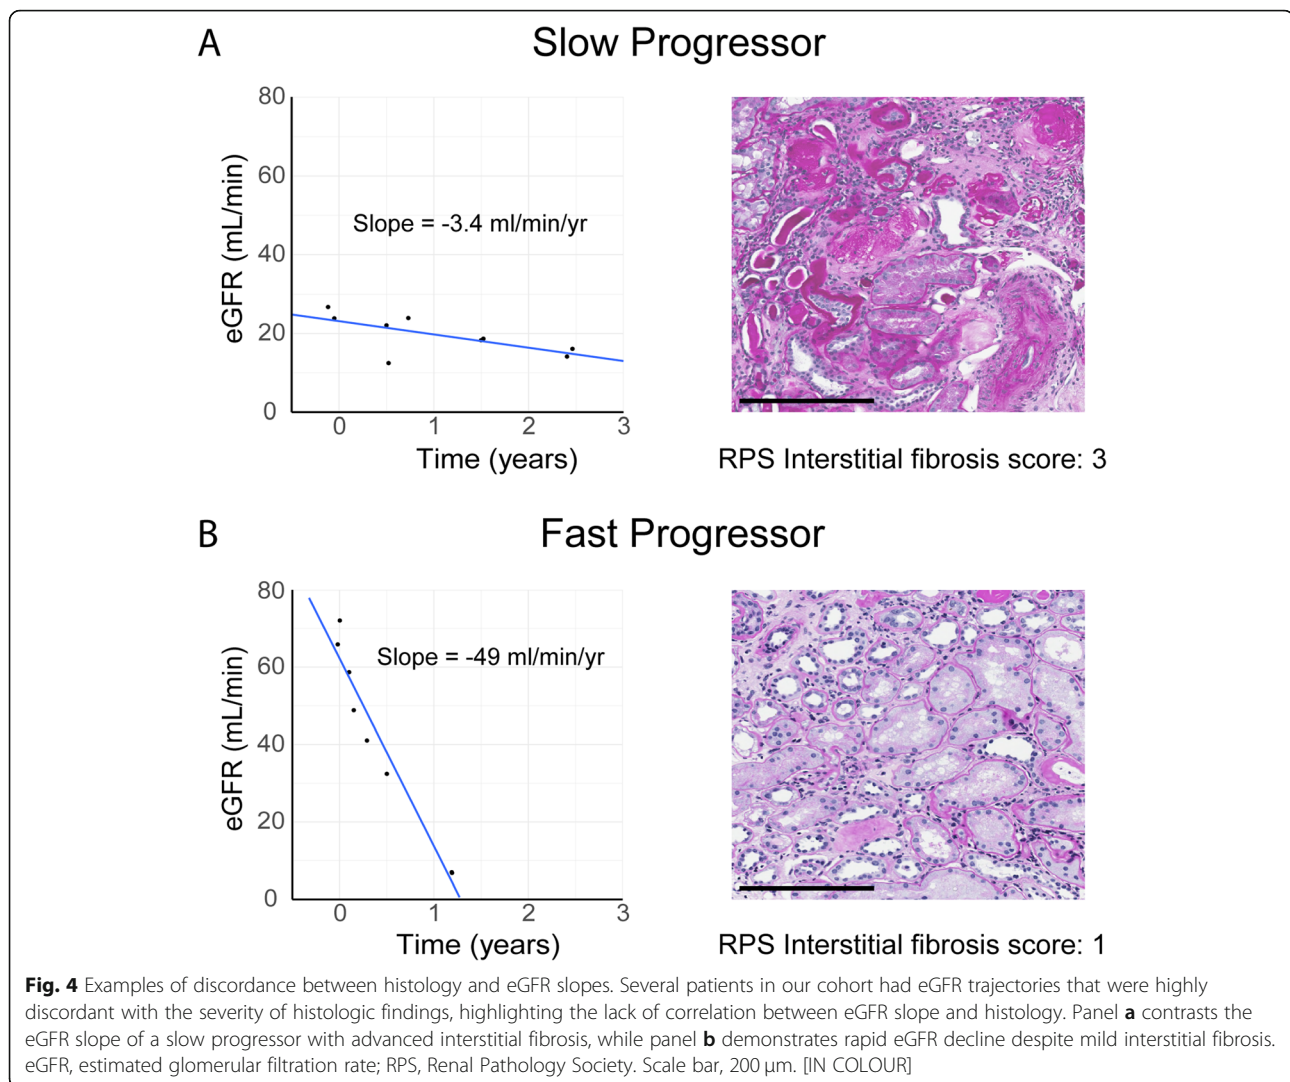 A
Slow Progressor
80
60
40
20
0
eGFR (mL/min)
Slope = -3.4 ml/min/yr
0 1 2 3
Time (years)
RPS Interstitial fibrosis score: 3
B
Fast Progressor
80
60
40
20
0
eGFR (mL/min)
Slope = -49 ml/min/yr
0 1 2 3
Time (years)
RPS Interstitial fibrosis score: 1
Fig. 4 Examples of discordance between histology and eGFR slopes. Several patients in our cohort had eGFR trajectories that were highly
discordant with the severity of histologic findings, highlighting the lack of correlation between eGFR slope and histology. Panel a contrasts the
eGFR slope of a slow progressor with advanced interstitial fibrosis, while panel b demonstrates rapid eGFR decline despite mild interstitial fibrosis.
eGFR, estimated glomerular filtration rate; RPS, Renal Pathology Society. Scale bar, 200 μm. [IN COLOUR]